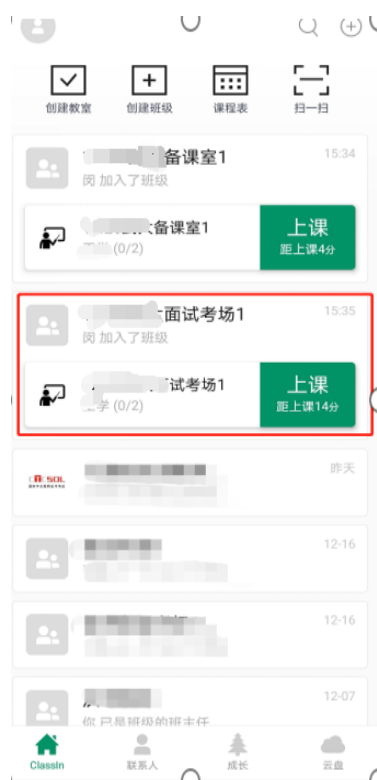 创建教室 创建班级 课程表 扫一扫
备课室1 15:34
闵 加入了班级
备课室1 上课
(0/2) 距上课4分
面试考场1 15:35
闵 加入了班级
试考场1 上课
(0/2) 距上课14分
昨天
12-16
12-16
12-07
你 已是班级的班主任
ClassIn 联系人 成长 云盘